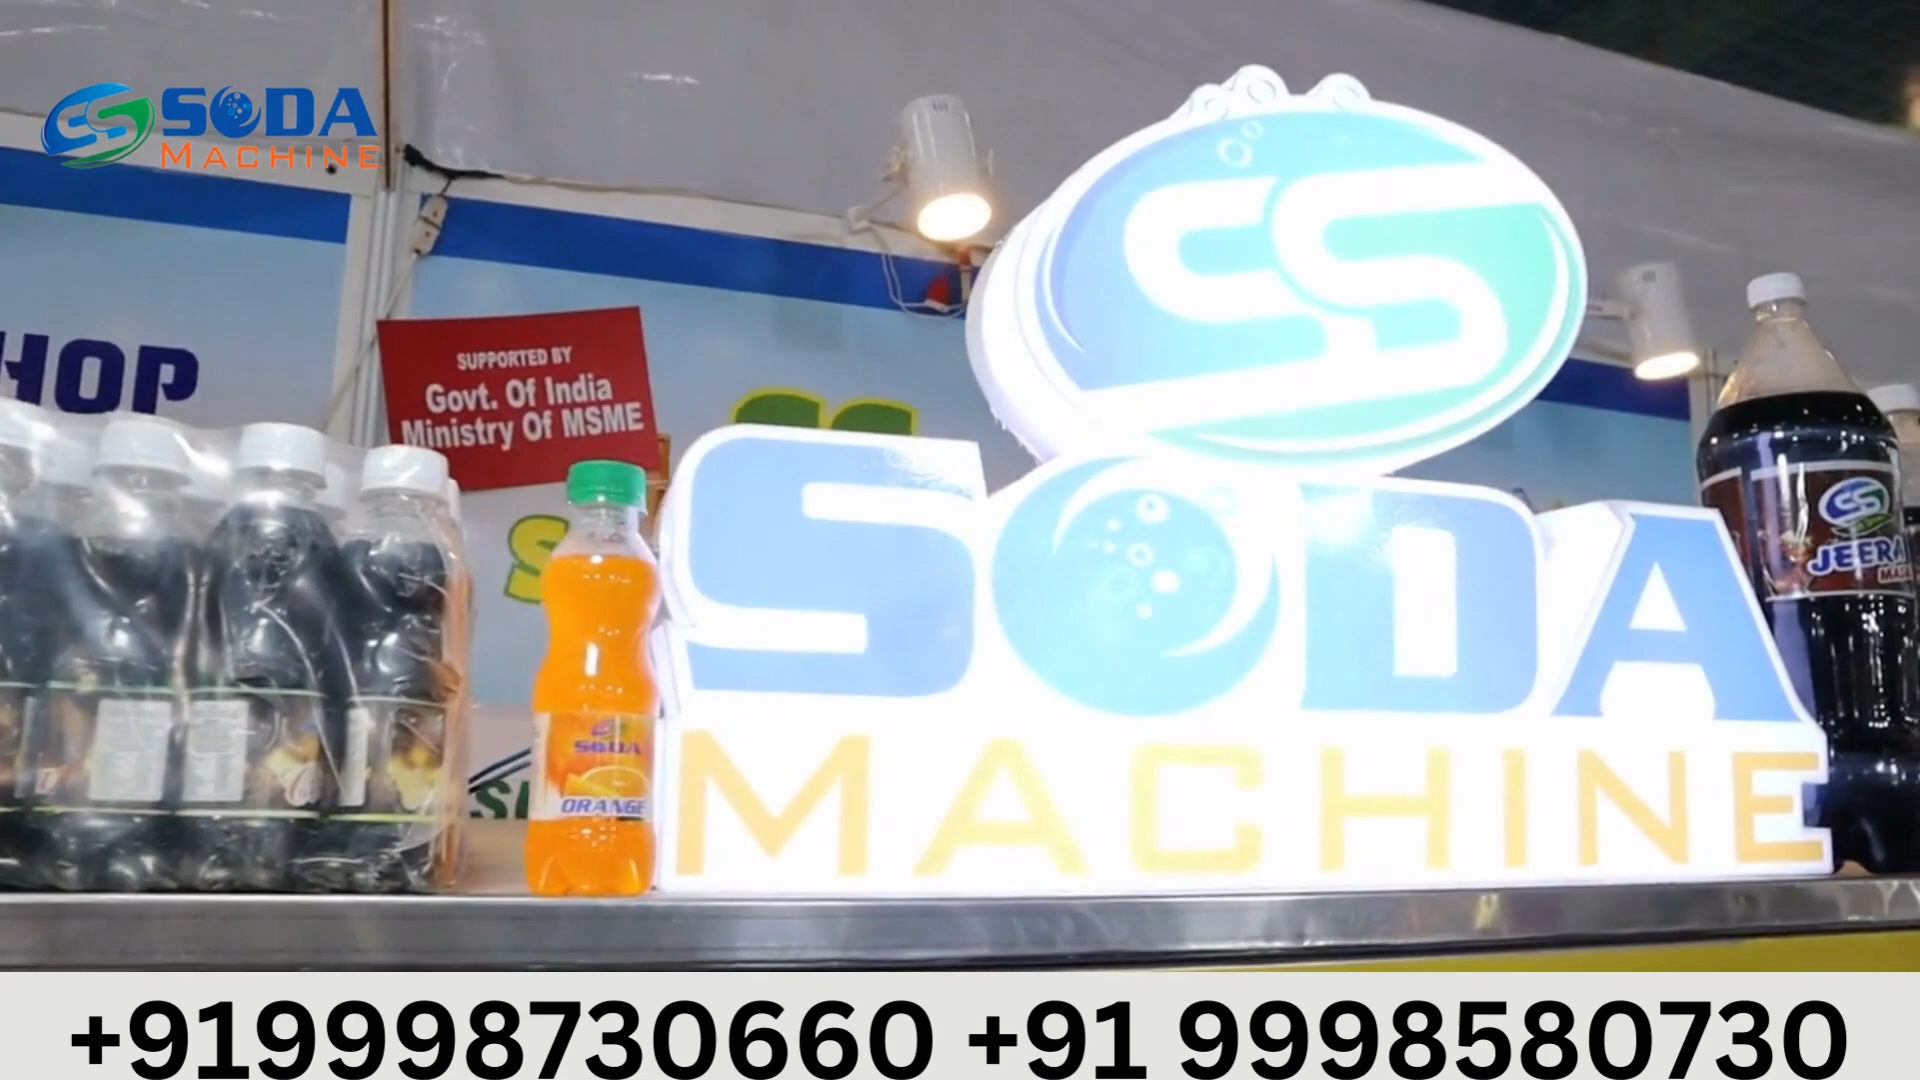 SS SODA
MACHINE
HOP
SUPPORTED BY
Govt. Of India
Ministry Of MSME
SS
SS
SODA
MACHINE
SODA
ORANGE
SS
JEERA
+919998730660 +91 9998580730